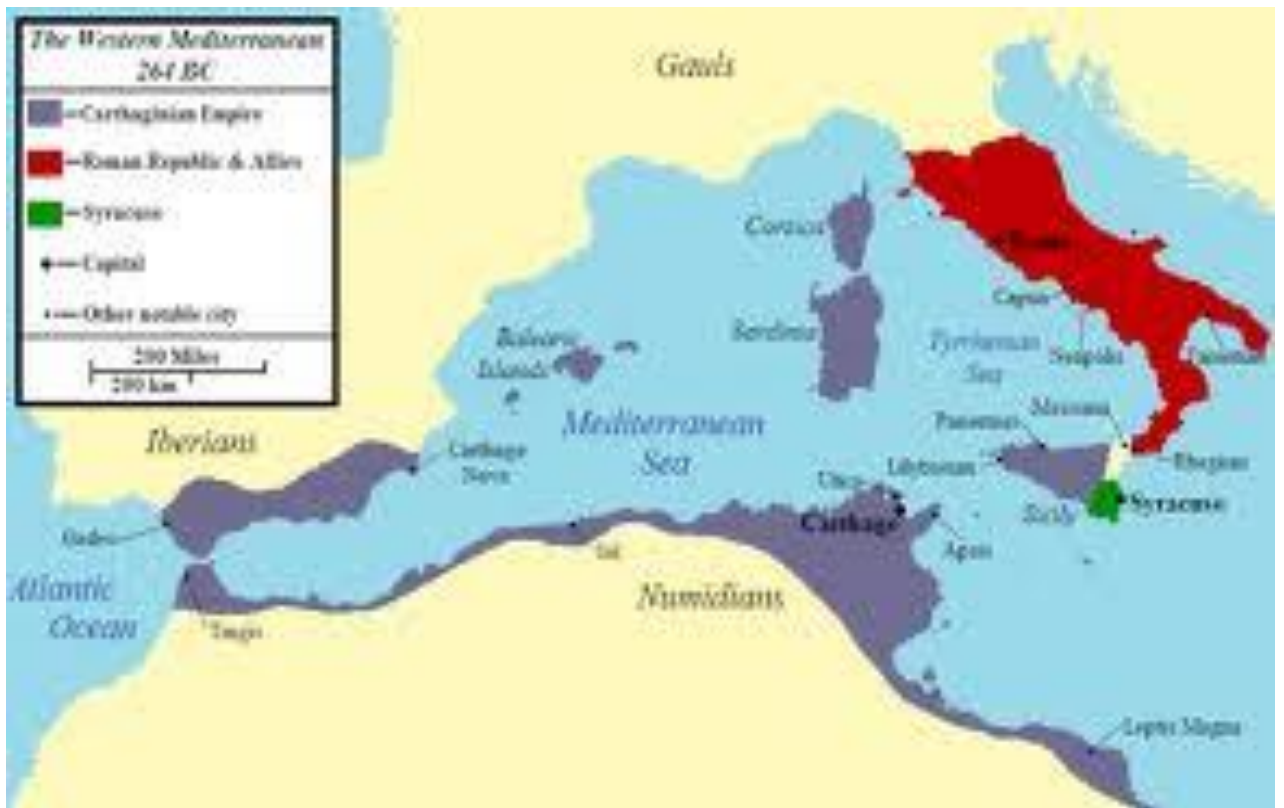 The Western Mediterranean
264 BC
Carthaginian Empire
Roman Republic & Allies
Syracuse
Capital
Other notable city
200 Miles
200 km
Gauls
Corsica
Rome
Capua
Sardinia
Tyrrhenian
Sea
Neapolis
Tarentum
Balearic
Islands
Iberians
Mediterranean
Sea
Messana
Panormus
Lilybaeum
Rhegium
Carthago
Nova
Utica
Carthage
Sicily
Syracuse
Gades
Aspis
Atlantic
Ocean
Numidians
Tingis
Leptis Magna